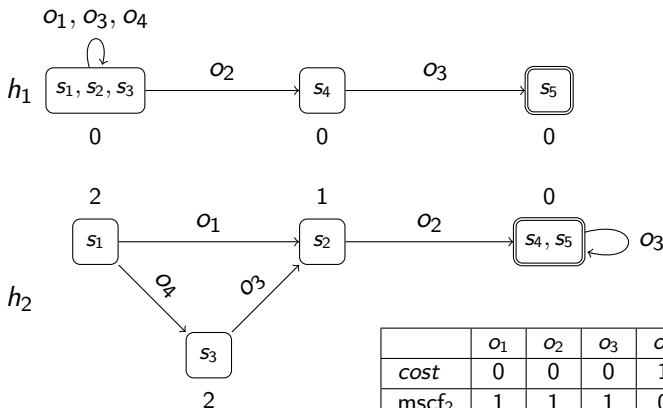 o1, o3, o4
h1
s1, s2, s3
o2
s4
o3
s5
0 0 0
2 1 0
s1
o1
s2
o2
s4, s5
o3
h2
o4
o3
s3
2
o1 o2 o3
cost 0 0 0 1
mscf2 1 1 1